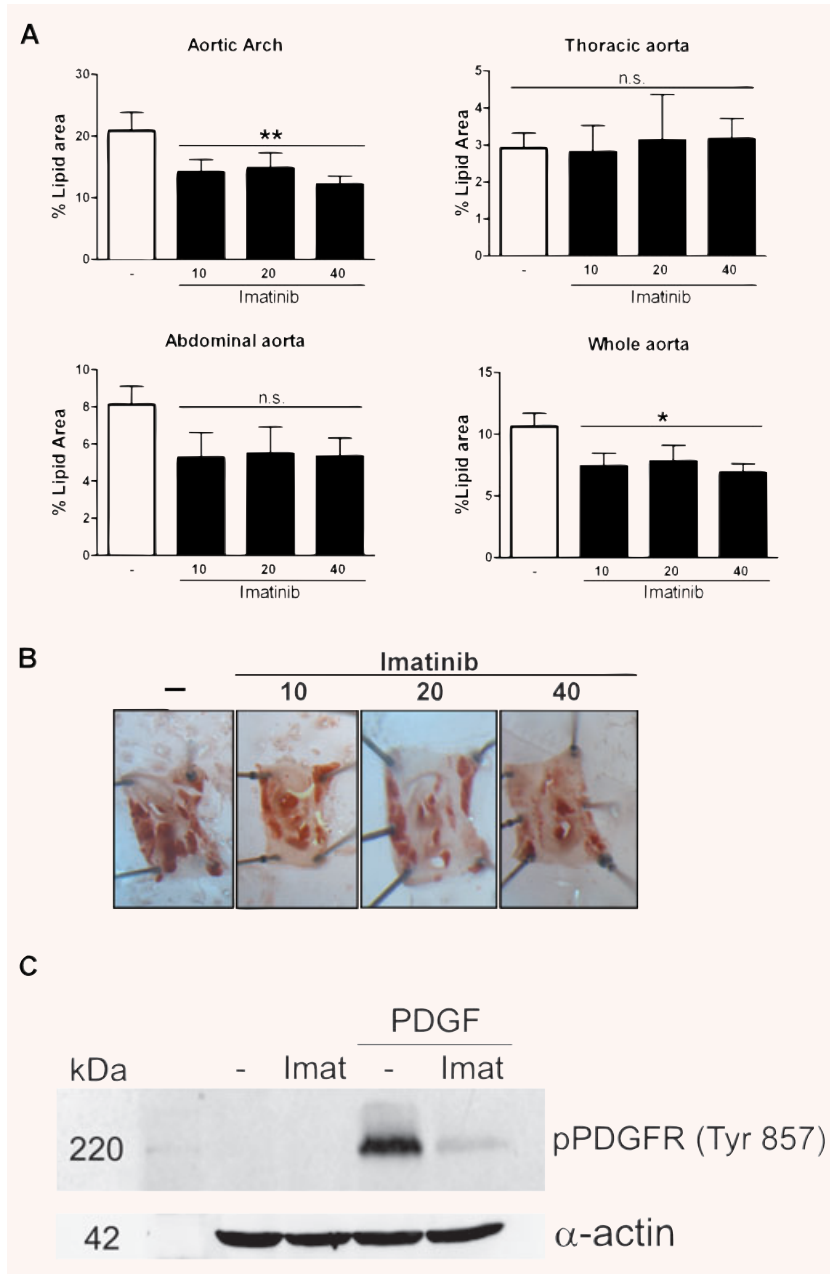 A
Aortic Arch
% Lipid area
30
20
10
0
**
- 10 20 40
Imatinib
Thoracic aorta
% Lipid Area
5
4
3
2
1
0
n.s.
- 10 20 40
Imatinib
Abdominal aorta
% Lipid Area
10
8
6
4
2
0
n.s.
- 10 20 40
Imatinib
Whole aorta
%Lipid area
15
10
5
0
*
- 10 20 40
Imatinib
B
Imatinib
– 10 20 40
C
PDGF
kDa - Imat - Imat
220 pPDGFR (Tyr 857)
42 α-actin